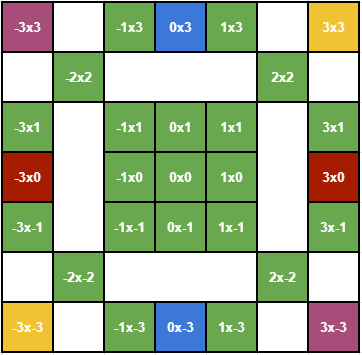 -3x3 -1x3 0x3 1x3 3x3
-2x2 2x2
-3x1 -1x1 0x1 1x1 3x1
-3x0 -1x0 0x0 1x0 3x0
-3x-1 -1x-1 0x-1 1x-1 3x-1
-2x-2 2x-2
-3x-3 -1x-3 0x-3 1x-3 3x-3